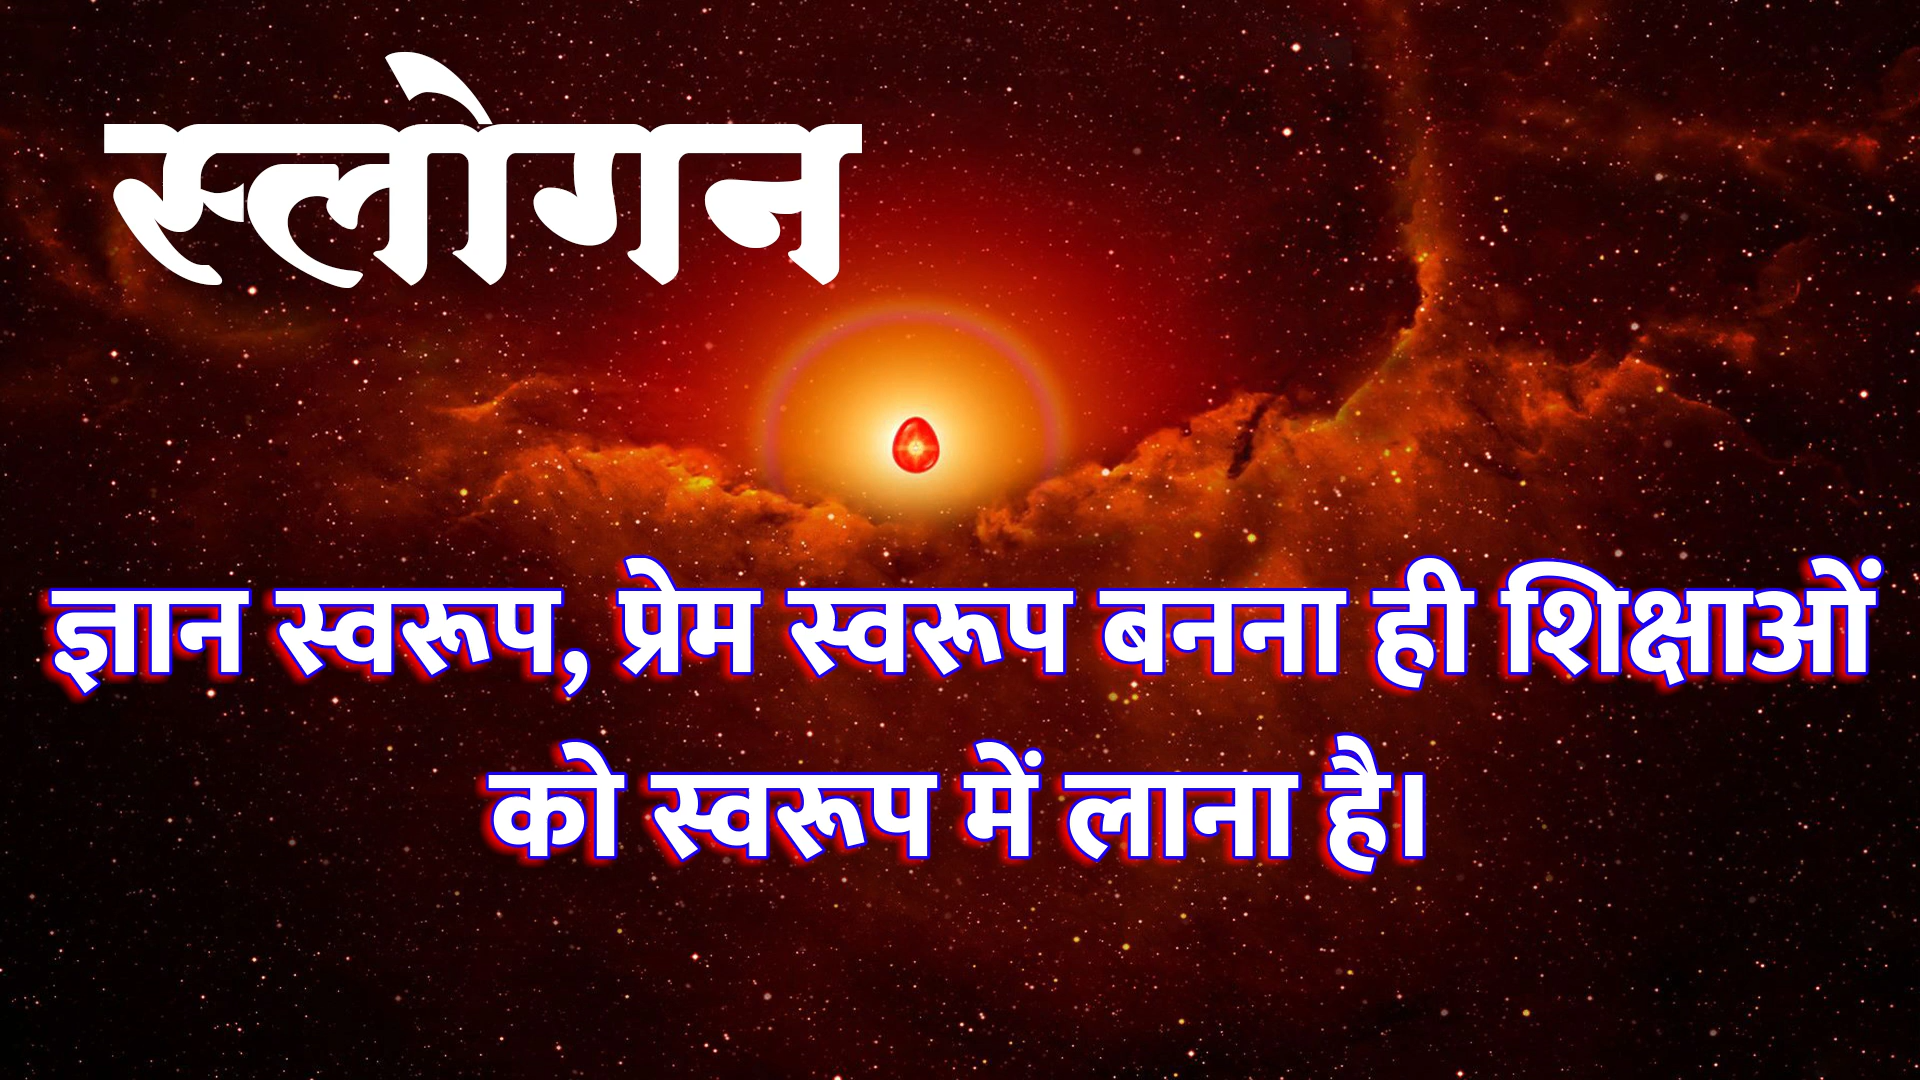 स्लोगन
ज्ञान स्वरूप, प्रेम स्वरूप बनना ही शिक्षाओं
को स्वरूप में लाना है।